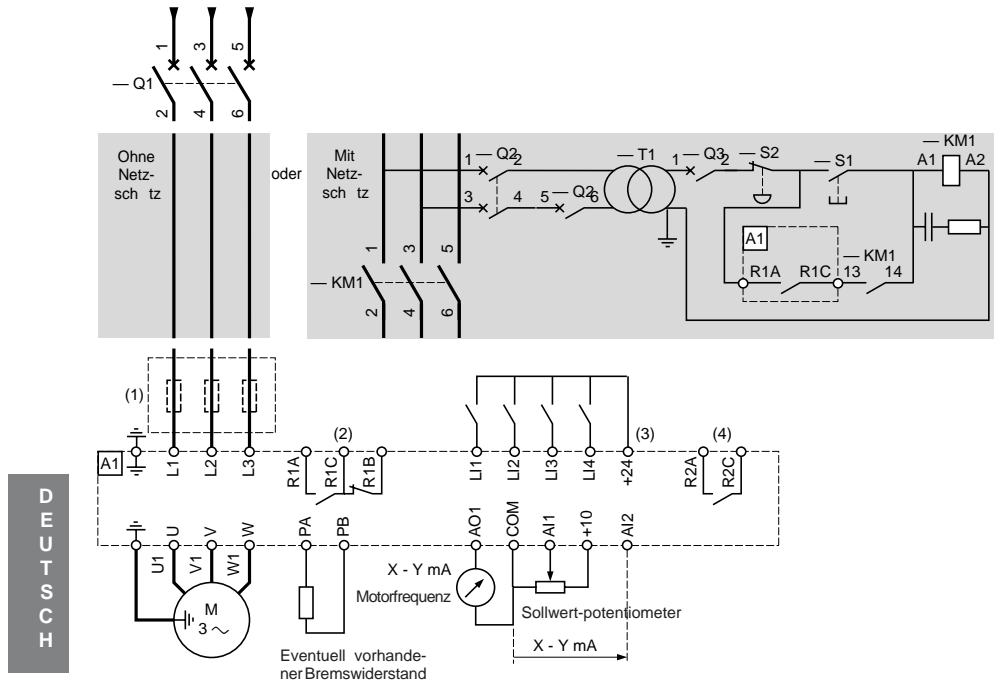 1 3 5
— Q1
2 4 6
Ohne
Netz-
sch tz
oder
Mit
Netz-
sch tz
1 — Q2 2
3 4 5 — Q2 6
— T1
1 — Q3 2
— S2
— S1
— KM1
A1 A2
A1
R1A R1C
— KM1
13 14
1 3 5
— KM1
2 4 6
(1)
(2)
(3)
(4)
A1
L1 L2 L3
R1A R1C R1B
LI1 LI2 LI3 LI4 +24
R2A R2C
U V W
PA PB
AO1 COM AI1 +10 AI2
U1 V1 W1
M
3
X - Y mA
Motorfrequenz
Sollwert-potentiometer
X - Y mA
Eventuell vorhande-
ner Bremswiderstand
DEUTSCH